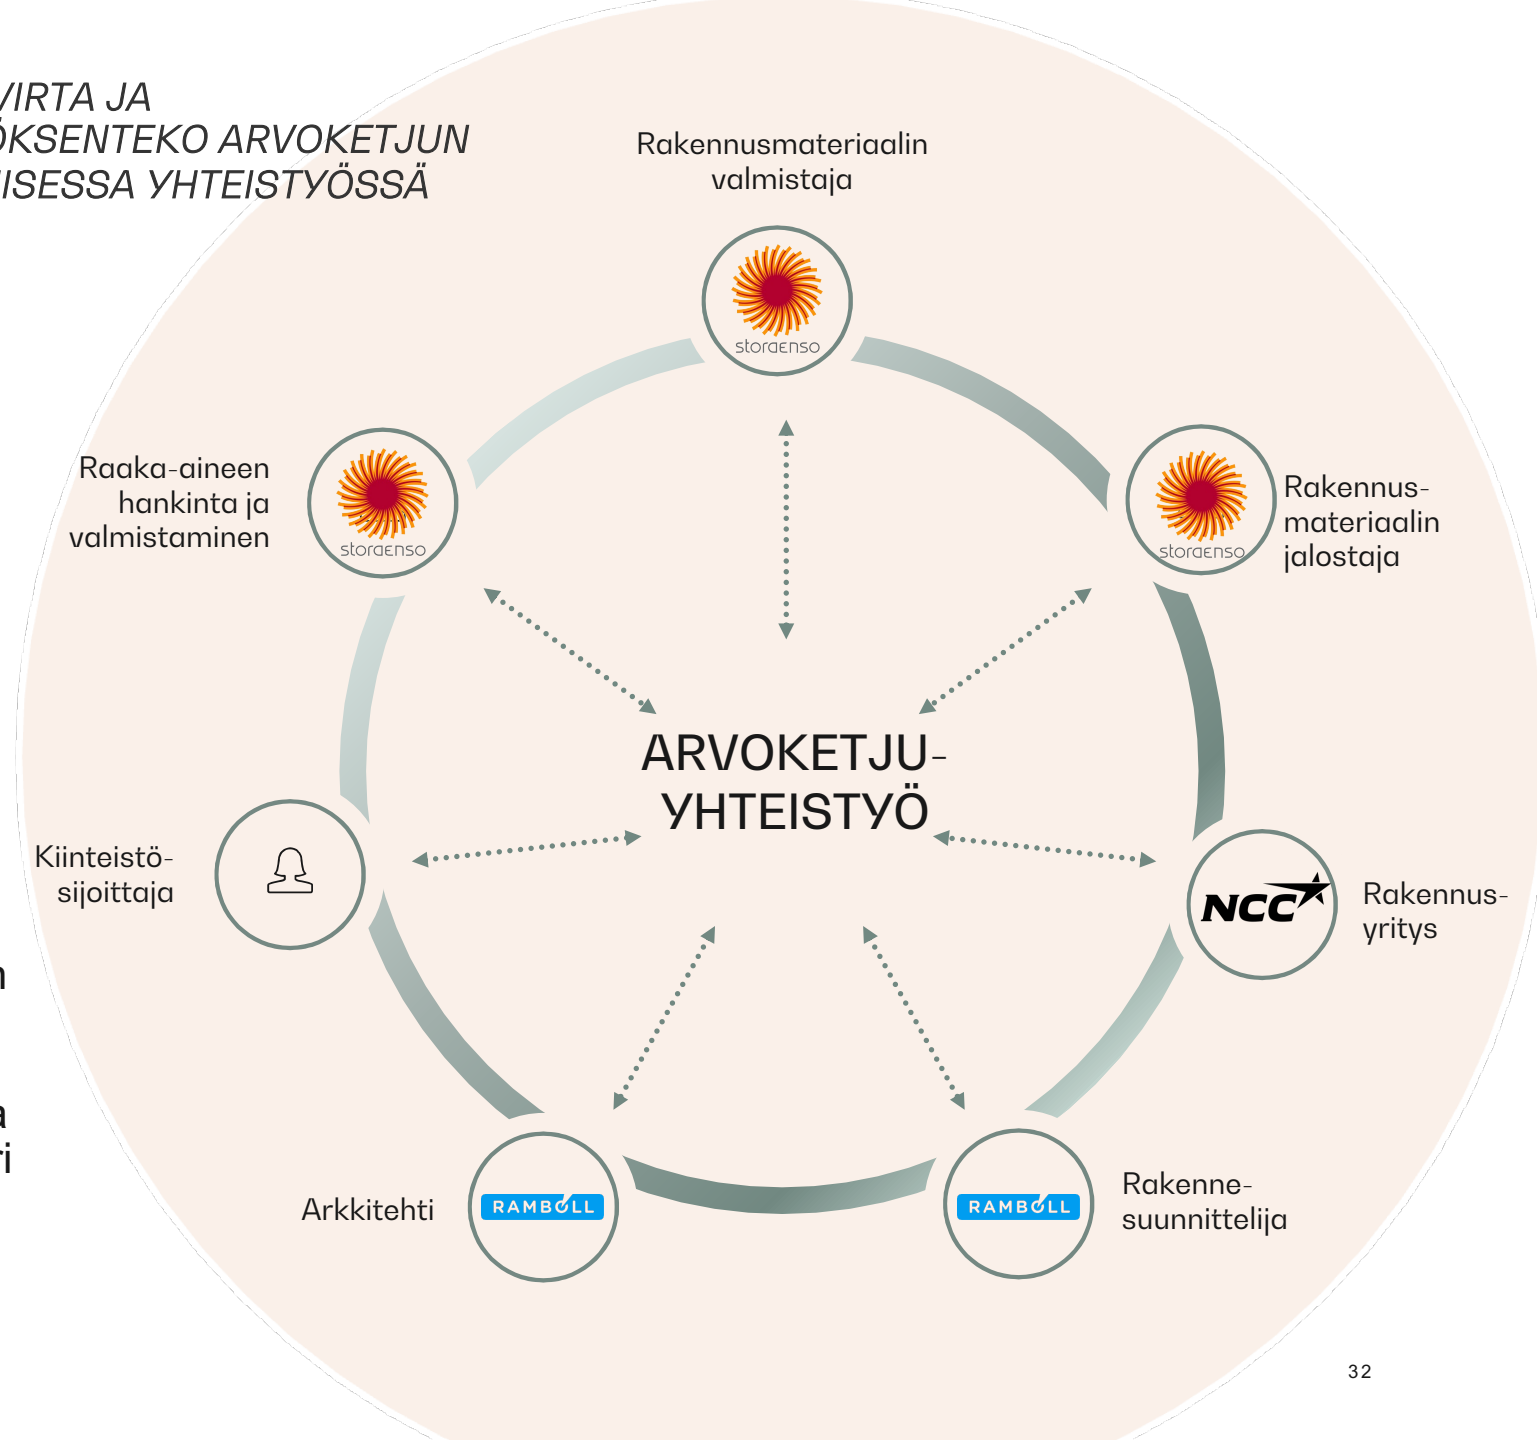 VIRTA JA
ÖKSENTEKO ARVOKETJUN
ISESSA YHTEISTYÖSSÄ
Rakennusmateriaalin
valmistaja
storaenso
Raaka-aineen
hankinta ja
valmistaminen
storaenso
storaenso
Rakennus-
materiaalin
jalostaja
ARVOKETJU-
YHTEISTYÖ
Kiinteistö-
sijoittaja
NCC
Rakennus-
yritys
Arkkitehti
RAMBOLL
RAMBOLL
Rakenne-
suunnittelija
32